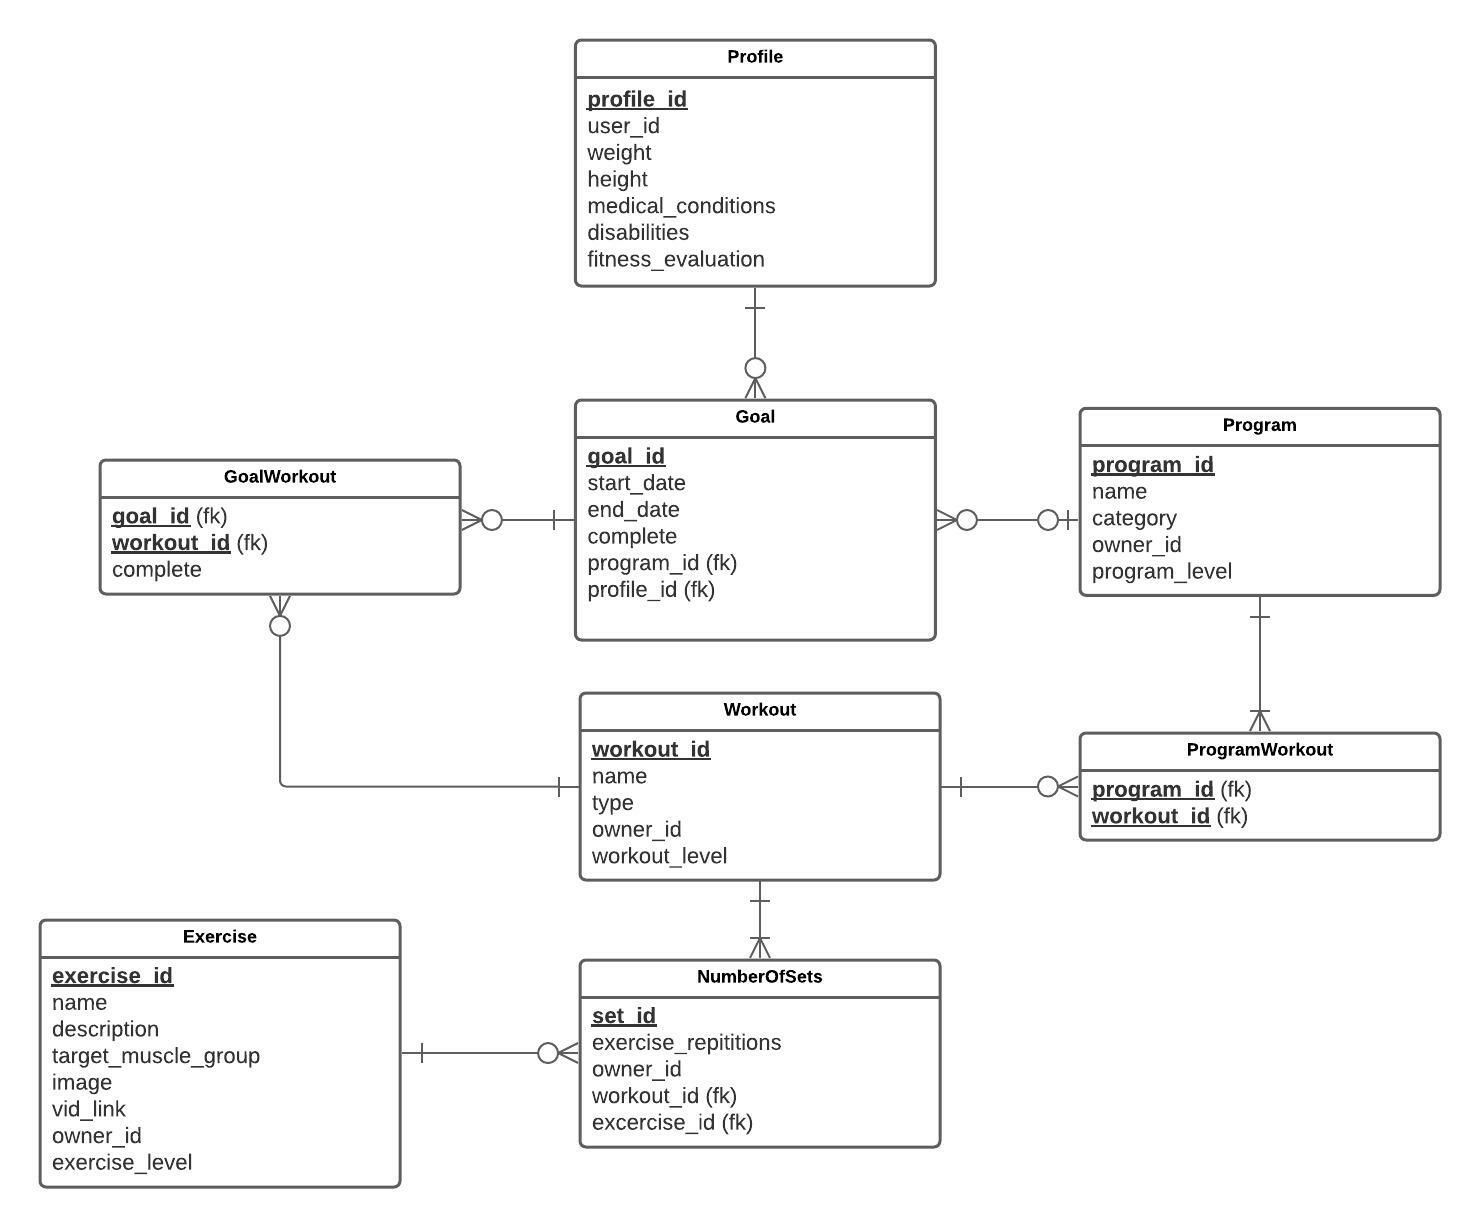 Profile
profile_id
user_id
weight
height
medical_conditions
disabilities
fitness_evaluation
Goal
goal_id
start_date
end_date
complete
program_id (fk)
profile_id (fk)
Program
program_id
name
category
owner_id
program_level
GoalWorkout
goal_id (fk)
workout_id (fk)
complete
Workout
workout_id
name
type
owner_id
workout_level
ProgramWorkout
program_id (fk)
workout_id (fk)
Exercise
exercise_id
name
description
target_muscle_group
image
vid_link
owner_id
exercise_level
NumberOfSets
set_id
exercise_repititions
owner_id
workout_id (fk)
excercise_id (fk)